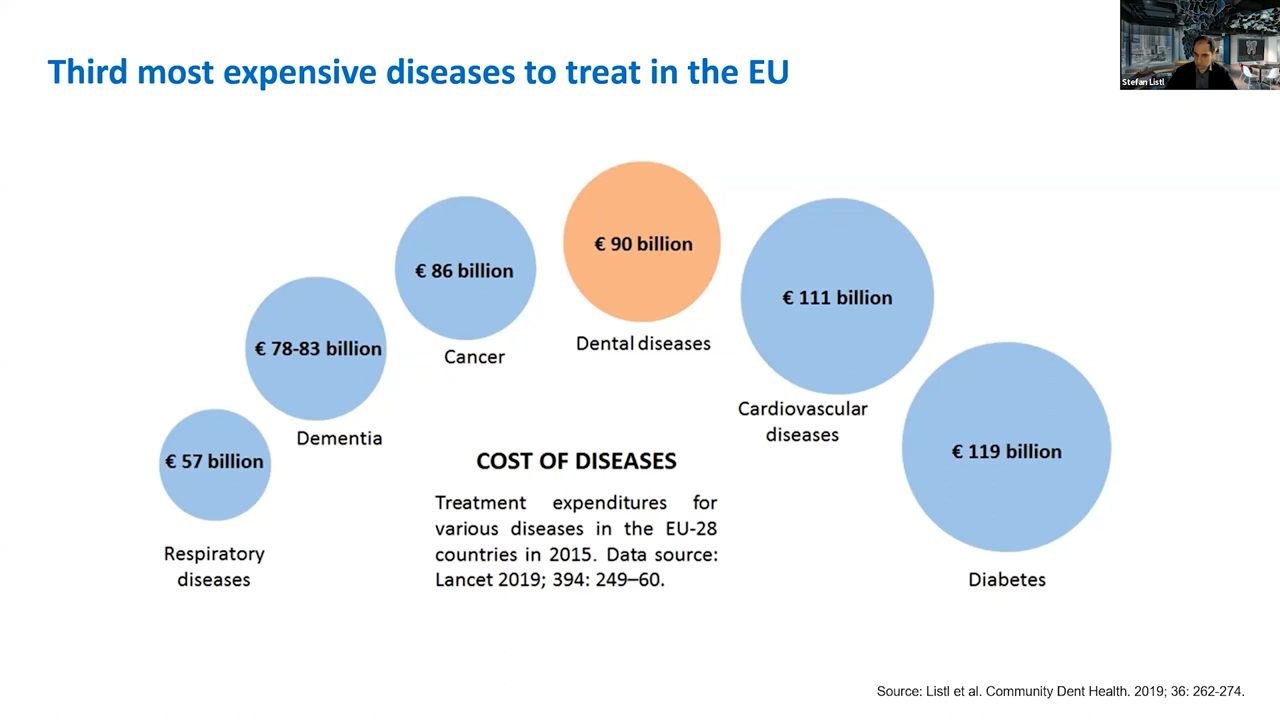 Third most expensive diseases to treat in the EU
Stefan Listl
€ 90 billion
Dental diseases
€ 86 billion
Cancer
€ 111 billion
Cardiovascular
diseases
€ 78-83 billion
Dementia
€ 119 billion
Diabetes
€ 57 billion
Respiratory
diseases
COST OF DISEASES
Treatment expenditures for
various diseases in the EU-28
countries in 2015. Data source:
Lancet 2019; 394: 249–60.
Source: Listl et al. Community Dent Health. 2019; 36: 262-274.